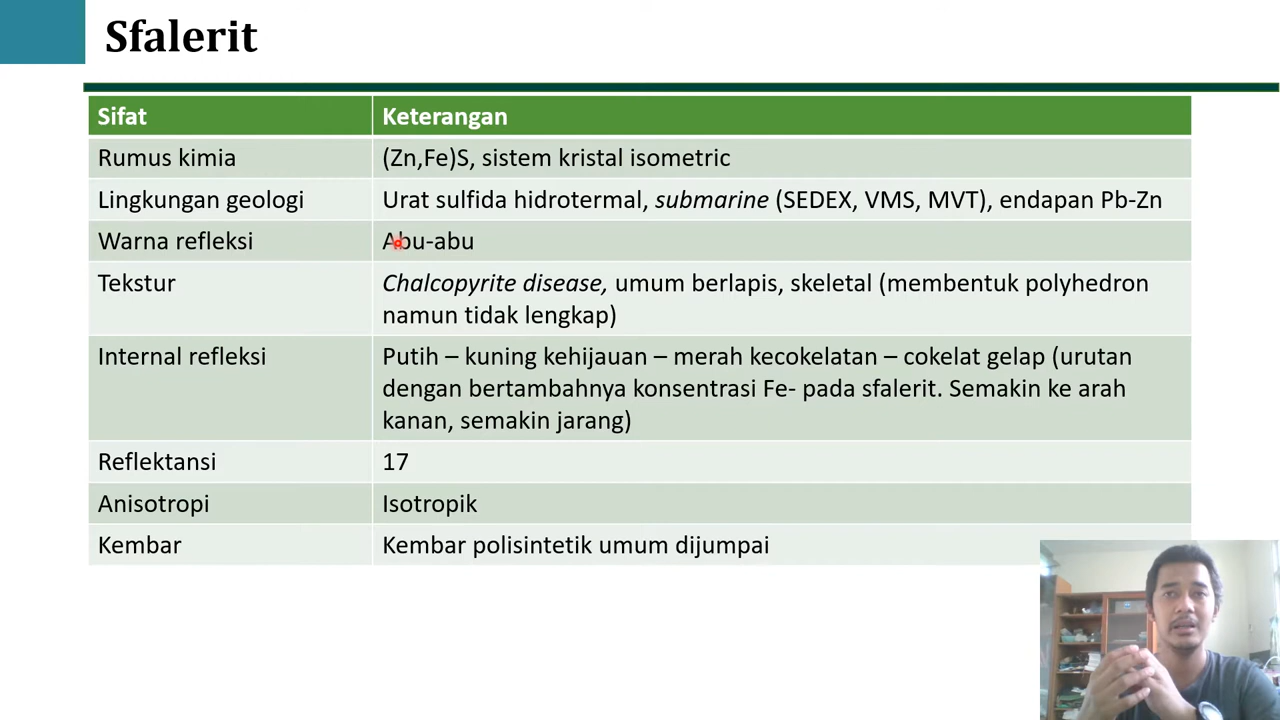 Sfalerit
Sifat Keterangan
Rumus kimia (Zn,Fe)S, sistem kristal isometric
Lingkungan geologi Urat sulfida hidrotermal, submarine (SEDEX, VMS, MVT), endapan Pb-Zn
Warna refleksi Abu-abu
Tekstur Chalcopyrite disease, umum berlapis, skeletal (membentuk polyhedron
namun tidak lengkap)
Internal refleksi Putih – kuning kehijauan – merah kecokelatan – cokelat gelap (urutan
dengan bertambahnya konsentrasi Fe- pada sfalerit. Semakin ke arah
kanan, semakin jarang)
Reflektansi 17
Anisotropi Isotropik
Kembar Kembar polisintetik umum dijumpai